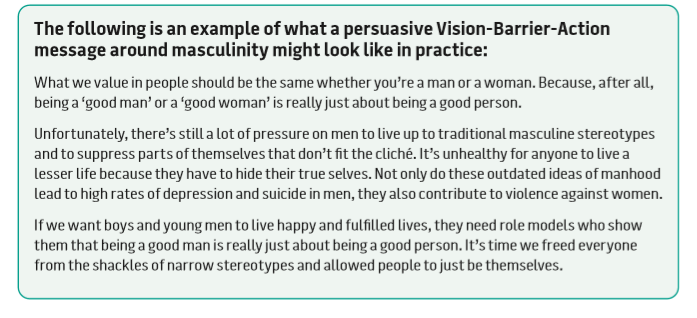 The following is an example of what a persuasive Vision-Barrier-Action
message around masculinity might look like in practice:
What we value in people should be the same whether you’re a man or a woman. Because, after all,
being a ‘good man’ or a ‘good woman’ is really just about being a good person.
Unfortunately, there’s still a lot of pressure on men to live up to traditional masculine stereotypes
and to suppress parts of themselves that don’t fit the cliché. It’s unhealthy for anyone to live a
lesser life because they have to hide their true selves. Not only do these outdated ideas of manhood
lead to high rates of depression and suicide in men, they also contribute to violence against women.
If we want boys and young men to live happy and fulfilled lives, they need role models who show
them that being a good man is really just about being a good person. It’s time we freed everyone
from the shackles of narrow stereotypes and allowed people to just be themselves.